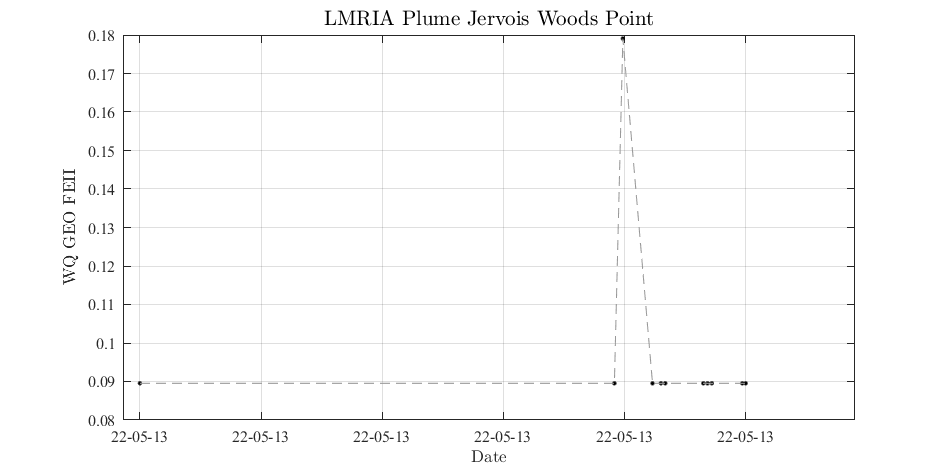 LMRIA Plume Jervois Woods Point
0.18
0.17
0.16
0.15
0.14
0.13
0.12
0.11
0.1
0.09
0.08
WQ GEO FEII
22-05-13 22-05-13 22-05-13 22-05-13 22-05-13 22-05-13
Date